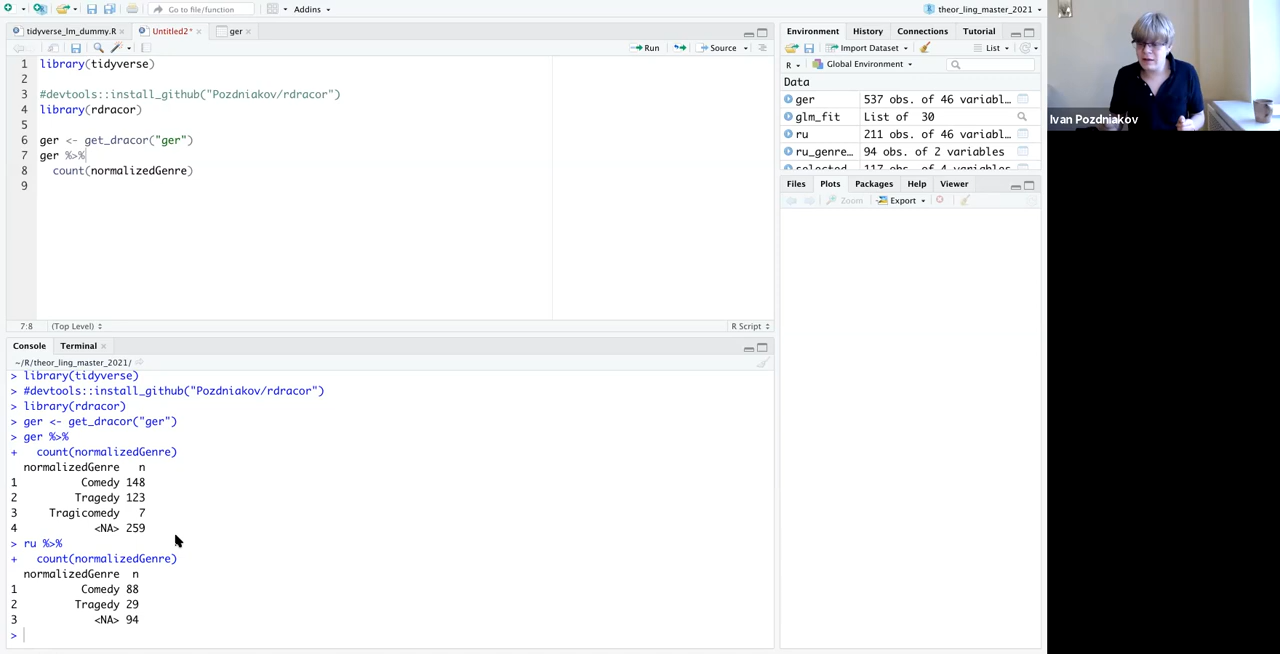 Go to file/function
Addins
theor_ling_master_2021
tidyverse_lm_dummy.R
Untitled2*
ger
Run
Source
1 library(tidyverse)
2
3 #devtools::install_github("Pozdniakov/rdracor")
4 library(rdracor)
5
6 ger <- get_dracor("ger")
7 ger %>%
8 count(normalizedGenre)
9
7:8 (Top Level) R Script
Console Terminal
~/R/theor_ling_master_2021/
> library(tidyverse)
> #devtools::install_github("Pozdniakov/rdracor")
> library(rdracor)
> ger <- get_dracor("ger")
> ger %>%
+ count(normalizedGenre)
normalizedGenre n
1 Comedy 148
2 Tragedy 123
3 Tragicomedy 7
4 <NA> 259
> ru %>%
+ count(normalizedGenre)
normalizedGenre n
1 Comedy 88
2 Tragedy 29
3 <NA> 94
>
Environment History Connections Tutorial
Import Dataset List
R Global Environment
Data
ger 537 obs. of 46 variabl...
glm_fit List of 30
ru 211 obs. of 46 variabl...
ru_genre... 94 obs. of 2 variables
selected 117 obs. of 4 variables
Files Plots Packages Help Viewer
Zoom Export
Ivan Pozdniakov